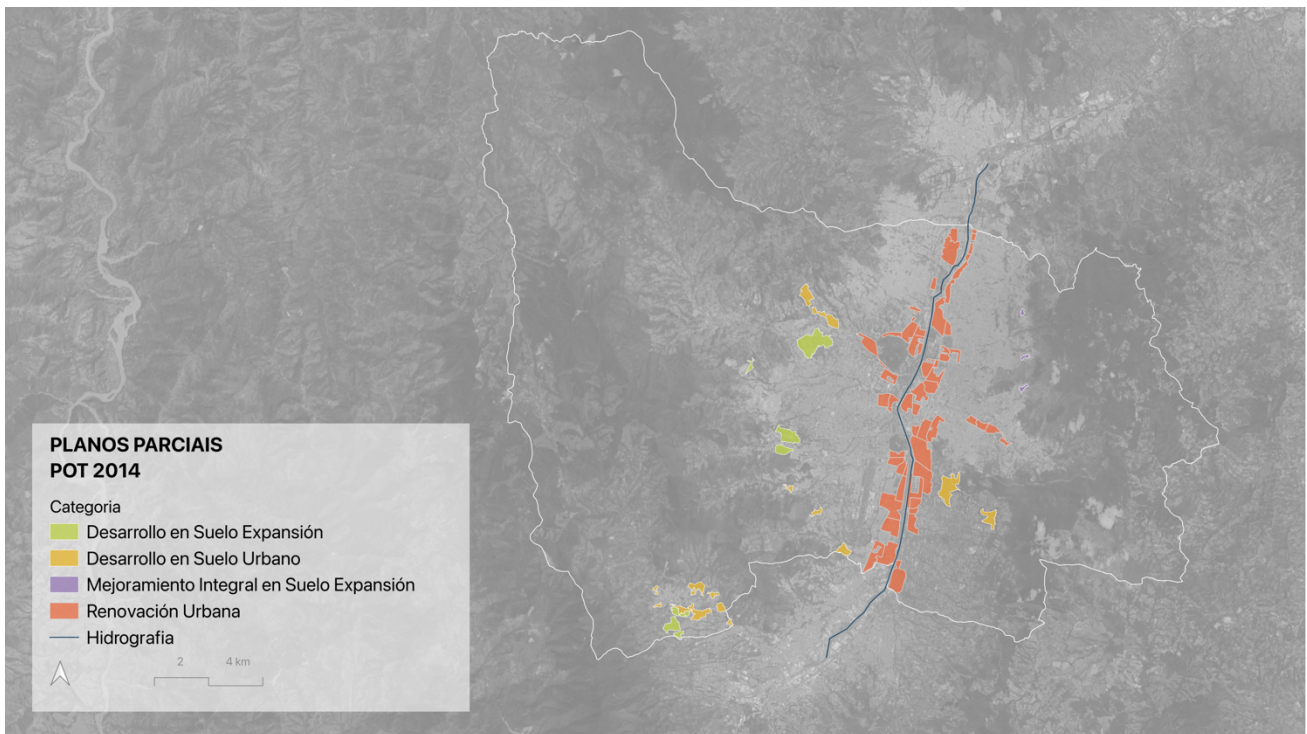 PLANOS PARCIAIS
POT 2014
Categoria
Desarrollo en Suelo Expansión
Desarrollo en Suelo Urbano
Mejoramiento Integral en Suelo Expansión
Renovación Urbana
Hidrografia
2 4 km